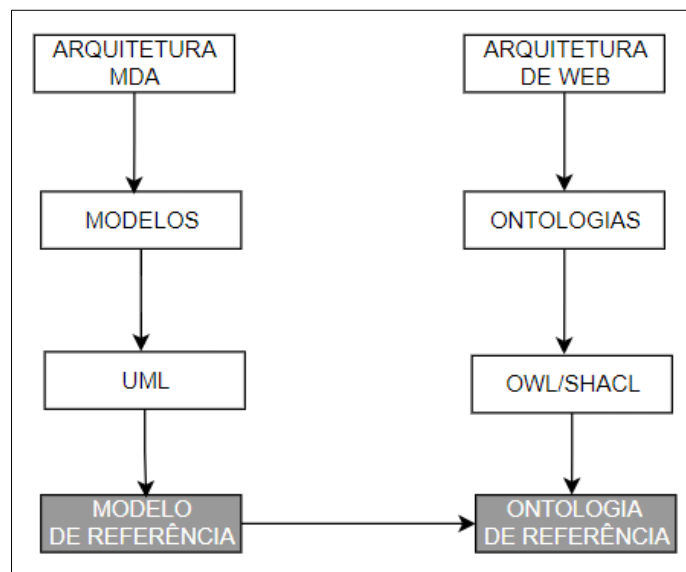 ARQUITETURA
MDA
ARQUITETURA
DE WEB
MODELOS
ONTOLOGIAS
UML
OWL/SHACL
MODELO
DE REFERÊNCIA
ONTOLOGIA
DE REFERÊNCIA